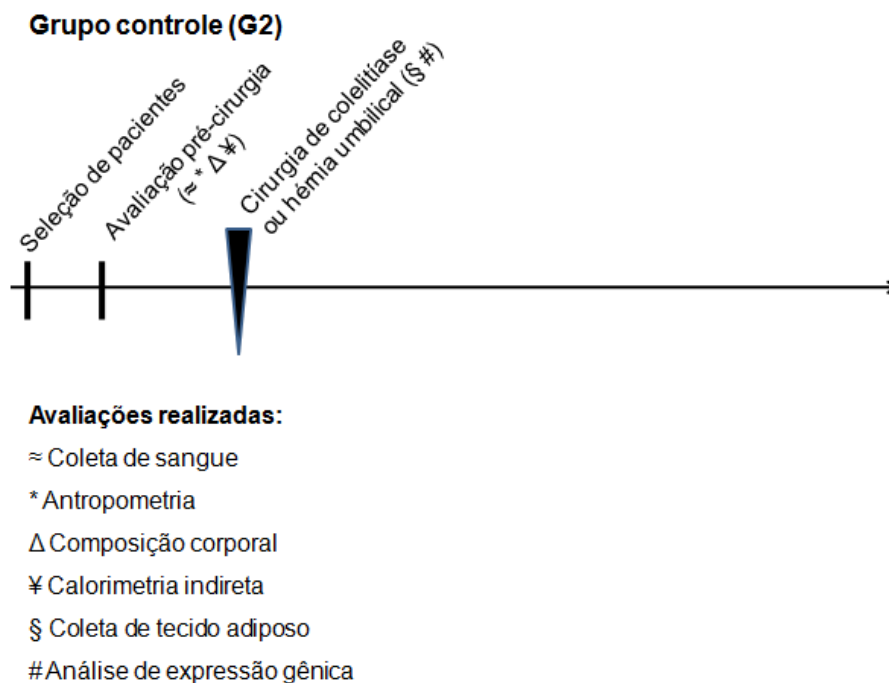 Grupo controle (G2)
Seleção de pacientes
Avaliação pré-cirurgia
(≈ * Δ ¥)
Cirurgia de colelitíase
ou hémia umbilical (§ #)
Avaliações realizadas:
≈ Coleta de sangue
* Antropometria
Δ Composição corporal
¥ Calorimetria indireta
§ Coleta de tecido adiposo
# Análise de expressão gênica